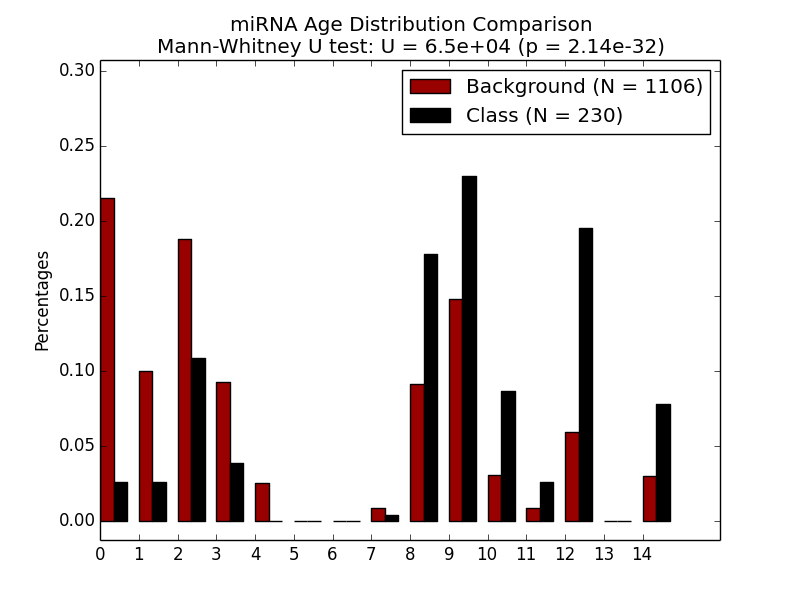 miRNA Age Distribution Comparison
Mann-Whitney U test: U = 6.5e+04 (p = 2.14e-32)
Background (N = 1106)
Class (N = 230)
Percentages
0.30
0.25
0.20
0.15
0.10
0.05
0.00
0 1 2 3 4 5 6 7 8 9 10 11 12 13 14